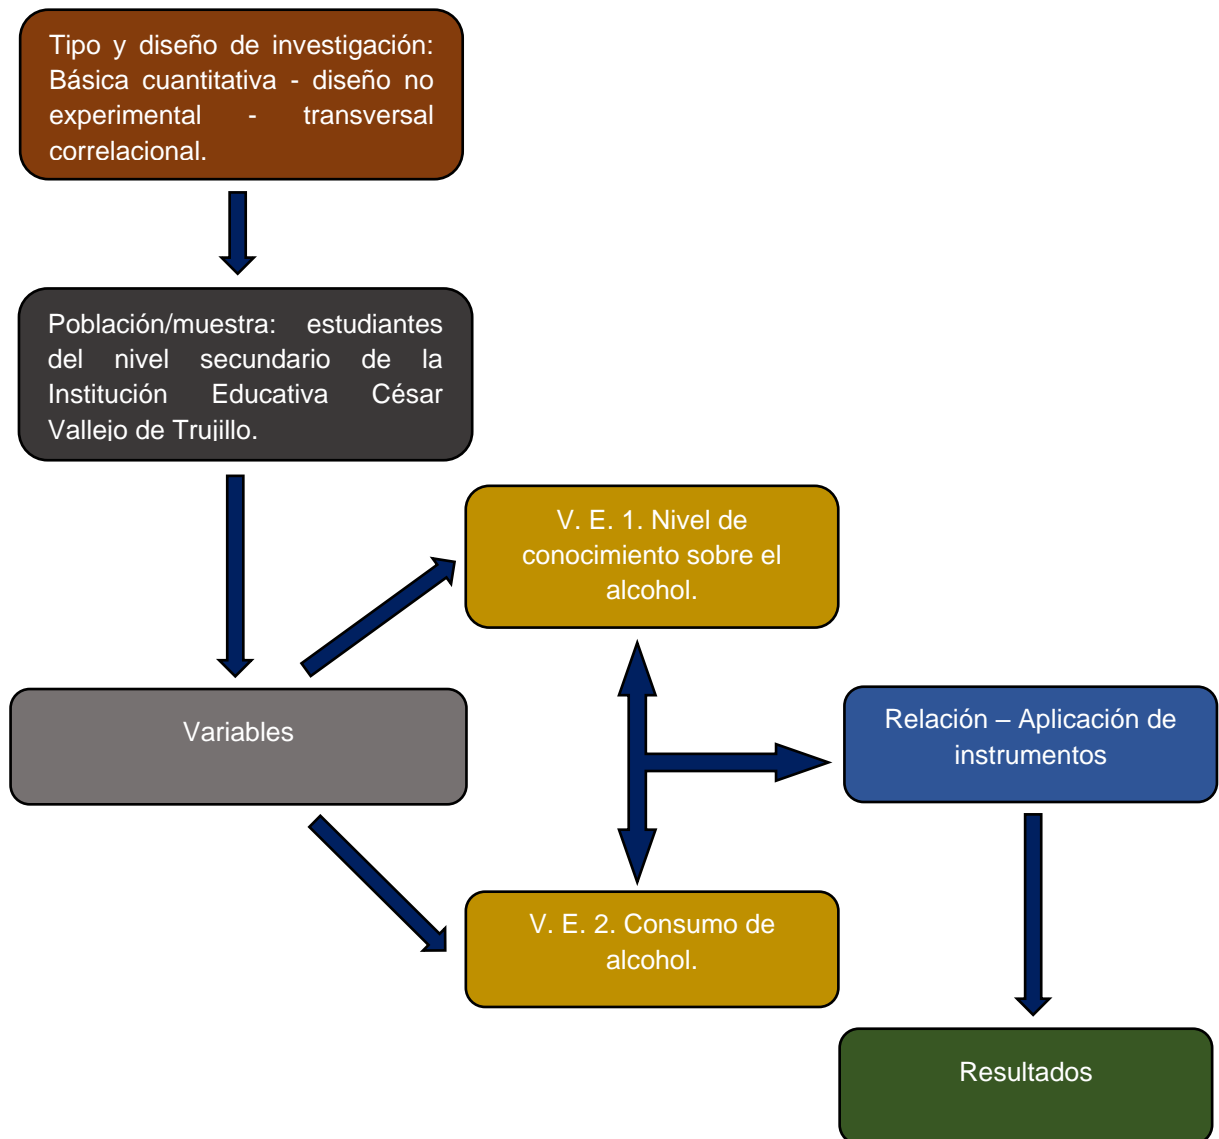 Tipo y diseño de investigación:
Básica cuantitativa - diseño no
experimental - transversal
correlacional.
Población/muestra: estudiantes
del nivel secundario de la
Institución Educativa César
Vallejo de Trujillo.
V. E. 1. Nivel de
conocimiento sobre el
alcohol.
Variables
Relación – Aplicación de
instrumentos
V. E. 2. Consumo de
alcohol.
Resultados